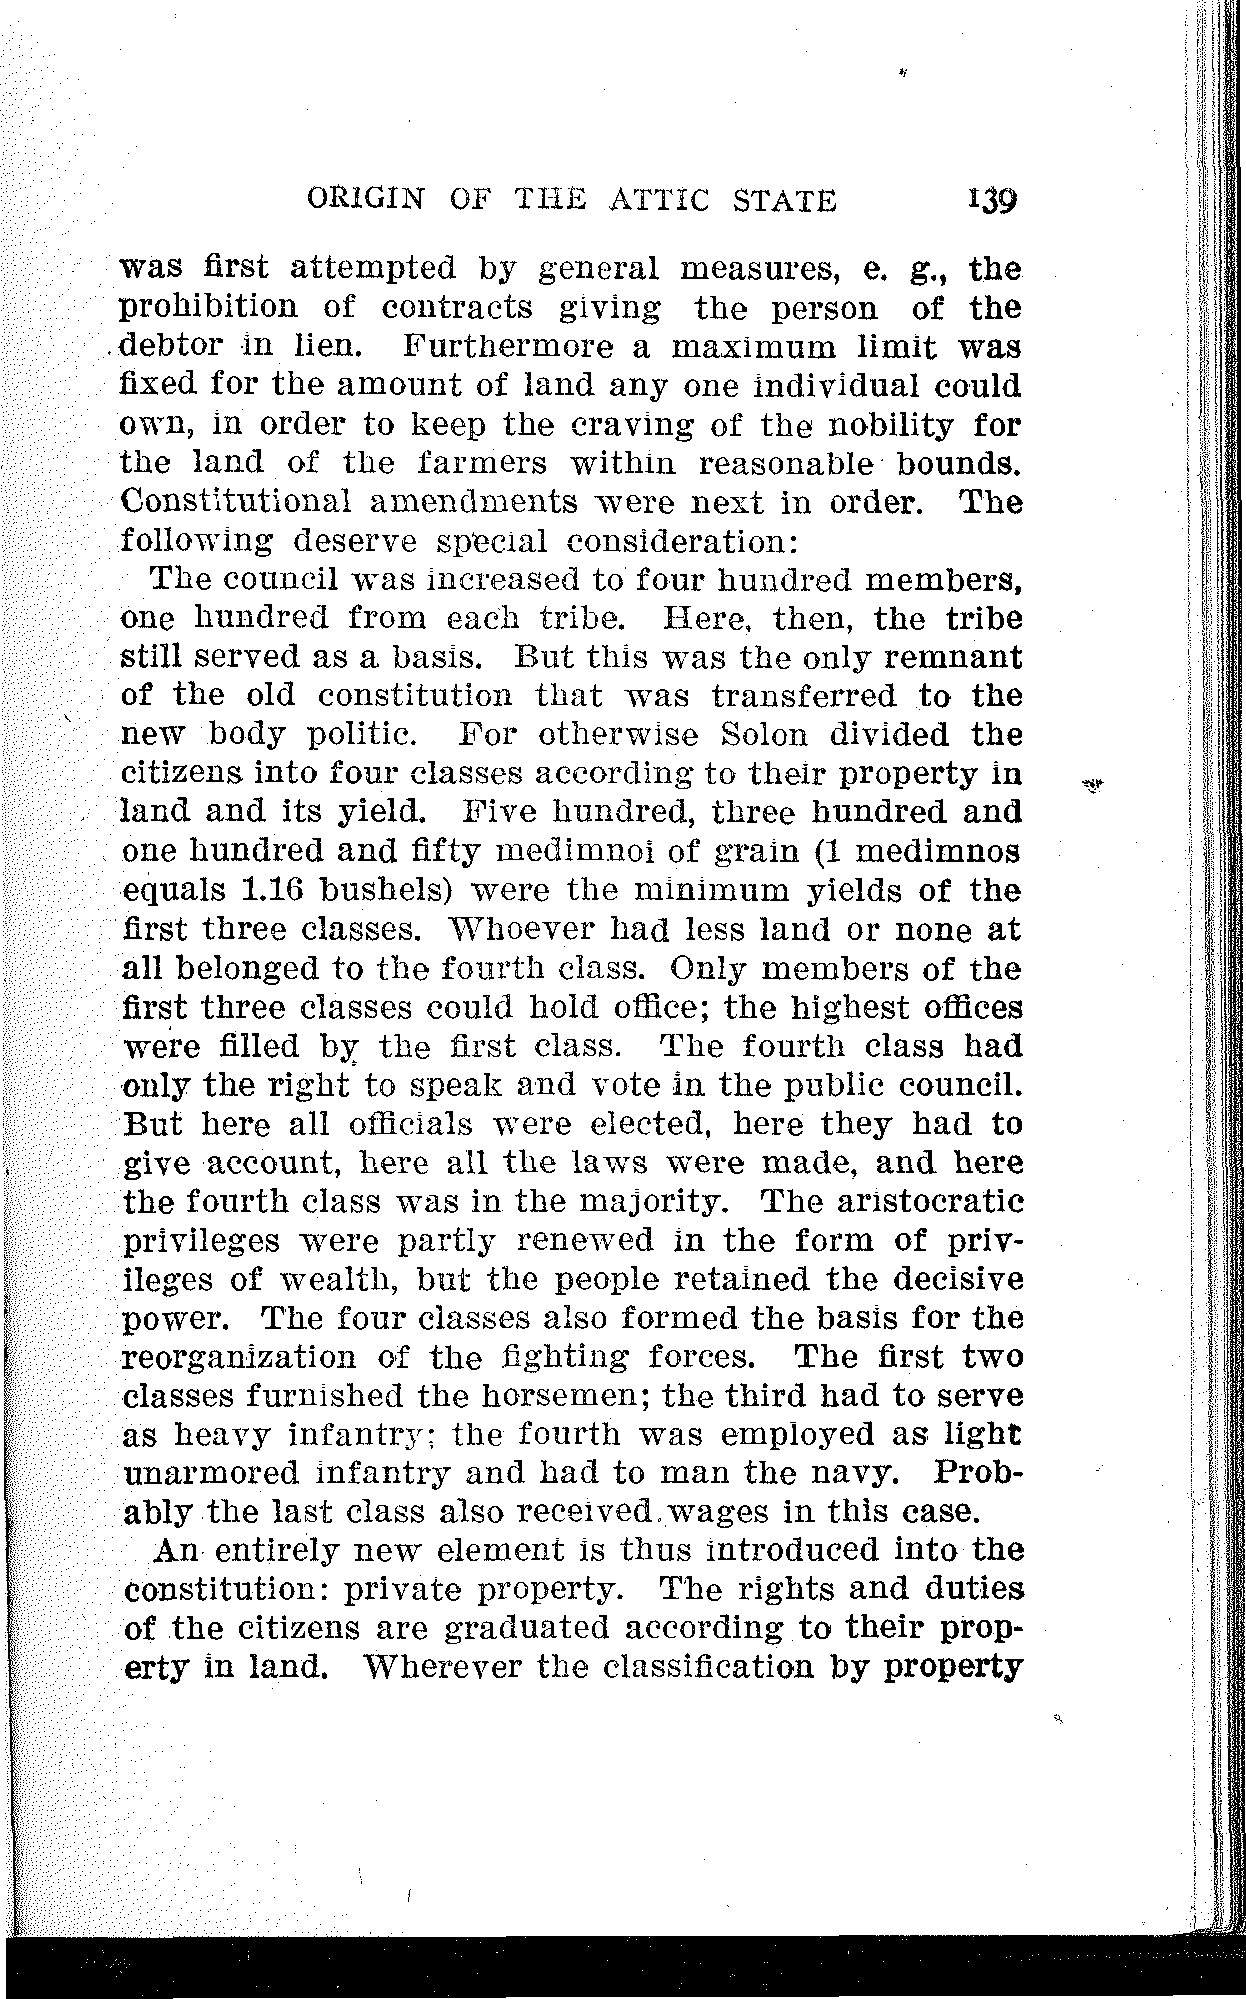 ORIGIN OF THE ATTIC STATE 139
was first attempted by general measures, e. g., the
prohibition of contracts giving the person of the
debtor in lien. Furthermore a maximum limit was
fixed for the amount of land any one individual could
own, in order to keep the craving of the nobility for
the land of the farmers within reasonable bounds.
Constitutional amendments were next in order. The
following deserve special consideration:
The council was increased to four hundred members,
one hundred from each tribe. Here, then, the tribe
still served as a basis. But this was the only remnant
of the old constitution that was transferred to the
new body politic. For otherwise Solon divided the
citizens into four classes according to their property in
land and its yield. Five hundred, three hundred and
one hundred and fifty medimnoi of grain (1 medimnos
equals 1.16 bushels) were the minimum yields of the
first three classes. Whoever had less land or none at
all belonged to the fourth class. Only members of the
first three classes could hold office; the highest offices
were filled by the first class. The fourth class had
only the right to speak and vote in the public council.
But here all officials were elected, here they had to
give account, here all the laws were made, and here
the fourth class was in the majority. The aristocratic
privileges were partly renewed in the form of priv-
ileges of wealth, but the people retained the decisive
power. The four classes also formed the basis for the
reorganization of the fighting forces. The first two
classes furnished the horsemen; the third had to serve
as heavy infantry; the fourth was employed as light
unarmored infantry and had to man the navy. Prob-
ably the last class also received wages in this case.
An entirely new element is thus introduced into the
constitution: private property. The rights and duties
of the citizens are graduated according to their prop-
erty in land. Wherever the classification by property